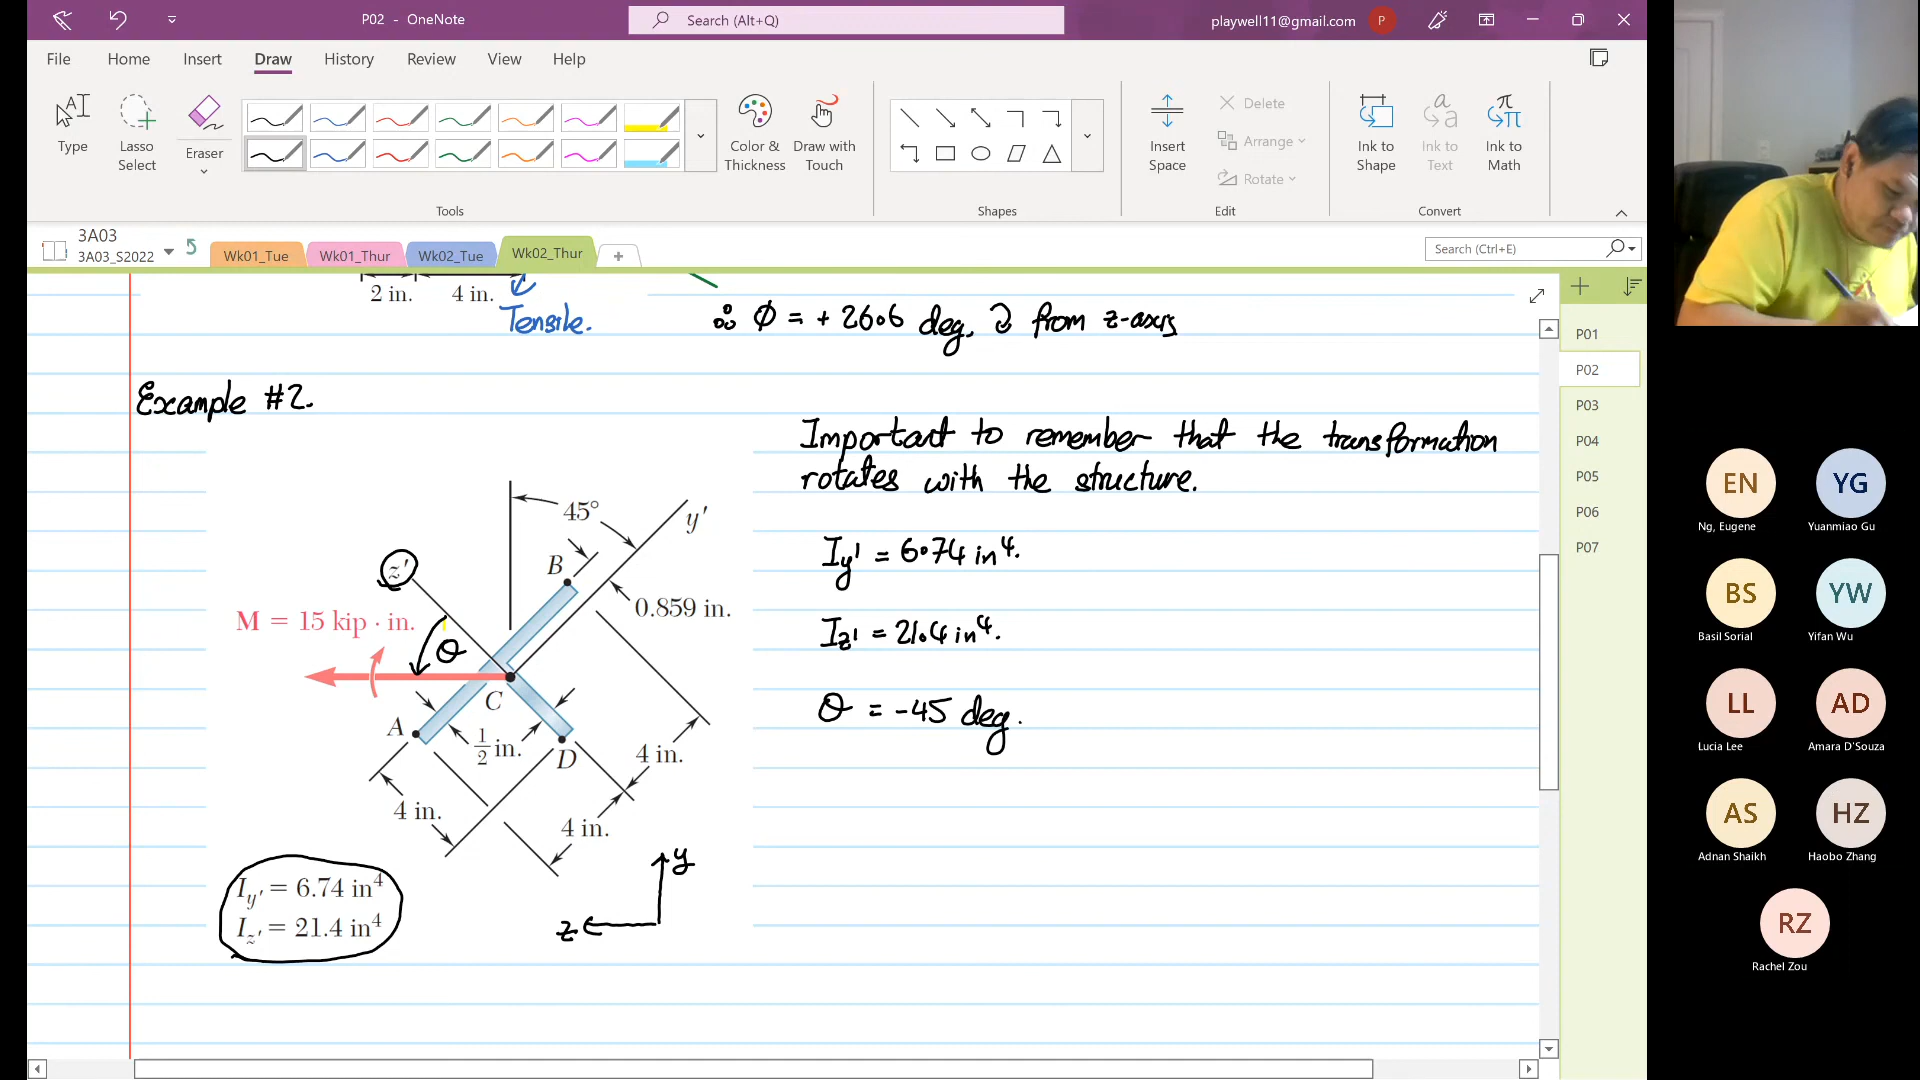 P02 - OneNote
Search (Alt+Q)
playwell11@gmail.com
P
File
Home
Insert
Draw
History
Review
View
Help
Type
Lasso Select
Eraser
Color & Thickness
Draw with Touch
Insert Space
Delete
Arrange
Rotate
Ink to Shape
Ink to Text
Ink to Math
Tools
Shapes
Edit
Convert
3A03
3A03_S2022
Wk01_Tue
Wk01_Thur
Wk02_Tue
Wk02_Thur
Search (Ctrl+E)
2 in.
4 in.
Tensile.
∴ Ø = + 26.6 deg, from z-axis
Example #2.
Important to remember that the transformation
rotates with the structure.
Iy' = 6.74 in⁴.
Iz' = 21.4 in⁴.
θ = -45 deg.
45°
y'
z'
B
0.859 in.
M = 15 kip · in.
θ
C
A
1/2 in.
D
4 in.
4 in.
4 in.
y
z
Iy' = 6.74 in⁴
Iz' = 21.4 in⁴
P01
P02
P03
P04
P05
P06
P07
EN
Ng, Eugene
YG
Yuanmiao Gu
BS
Basil Sorial
YW
Yifan Wu
LL
Lucia Lee
AD
Amara D'Souza
AS
Adnan Shaikh
HZ
Haobo Zhang
RZ
Rachel Zou